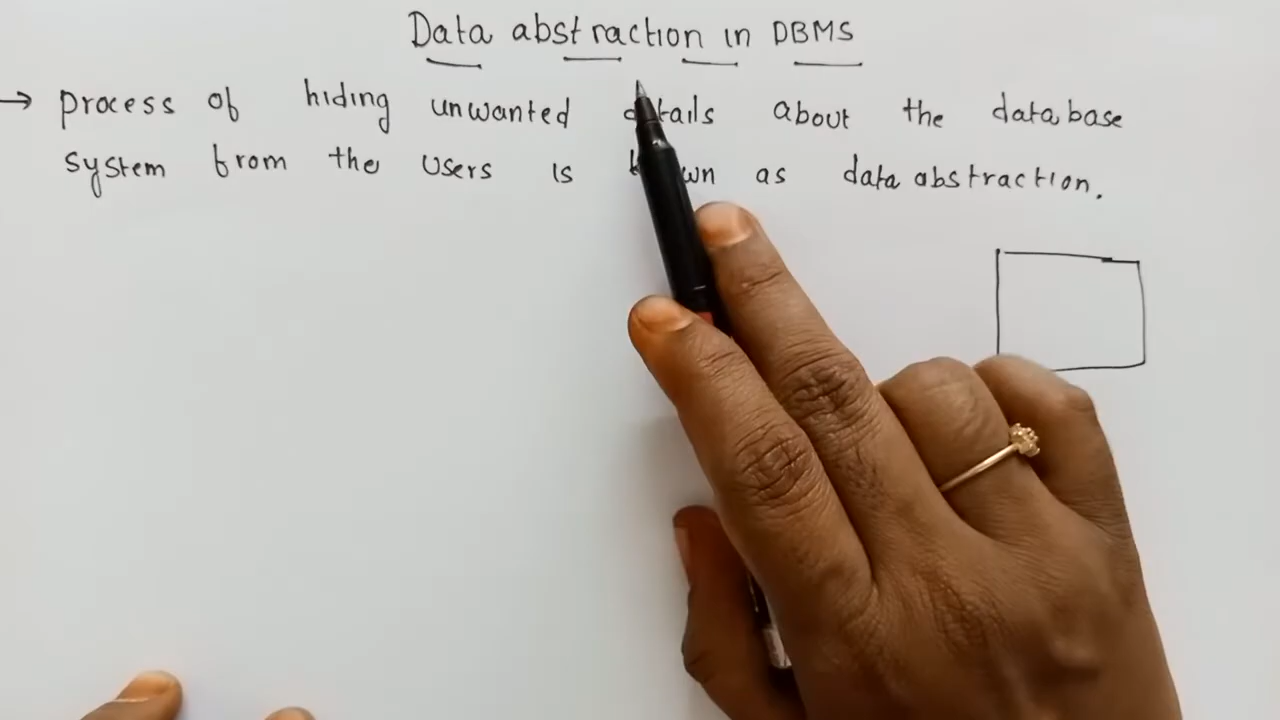 Data abstraction in DBMS
→ process of hiding unwanted details about the database
system from the users is known as data abstraction.